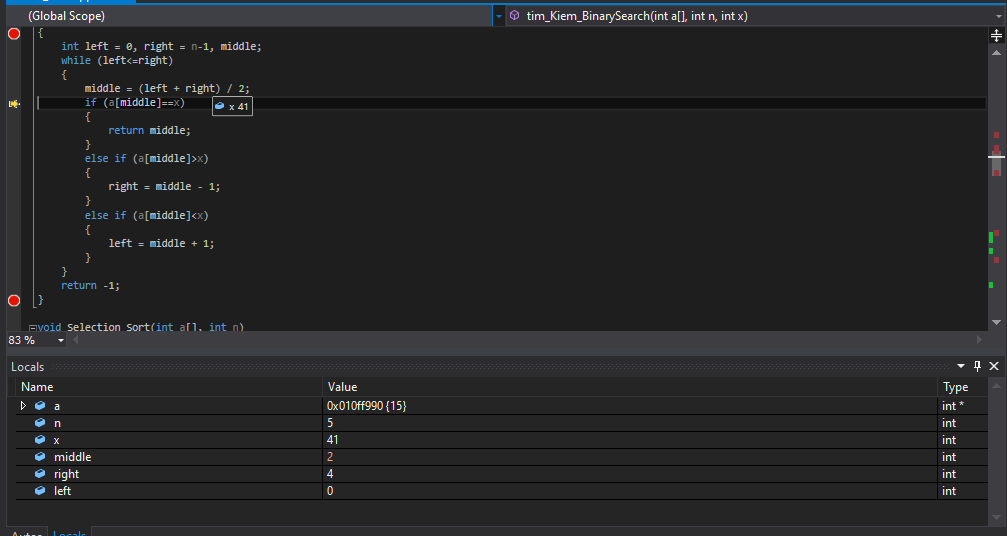 (Global Scope)
tim_Kiem_BinarySearch(int a[], int n, int x)
{
int left = 0, right = n-1, middle;
while (left<=right)
{
middle = (left + right) / 2;
if (a[middle]==x)
x 41
{
return middle;
}
else if (a[middle]>x)
{
right = middle - 1;
}
else if (a[middle]<x)
{
left = middle + 1;
}
}
return -1;
}
void Selection_Sort(int a[], int n)
83 %
Locals
Name Value Type
a 0x010ff990 {15} int *
n 5 int
x 41 int
middle 2 int
right 4 int
left 0 int
Autos Locals